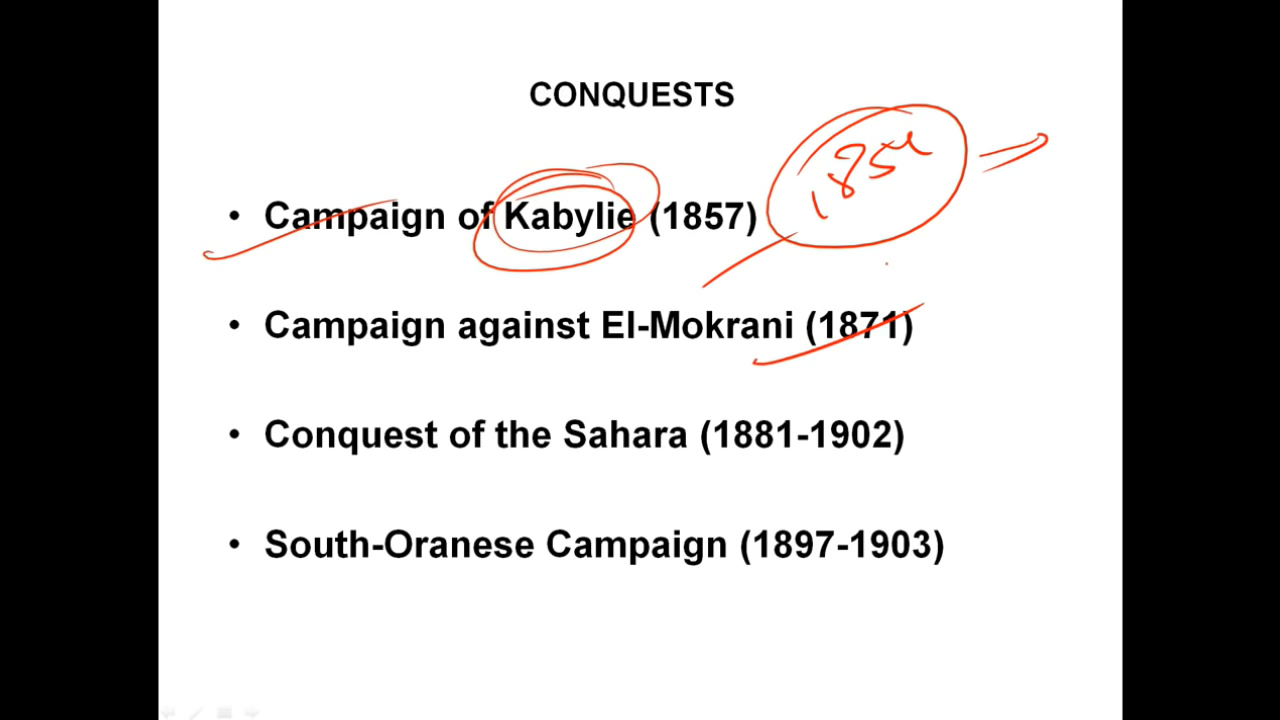 CONQUESTS
1854
• Campaign of Kabylie (1857)
• Campaign against El-Mokrani (1871)
• Conquest of the Sahara (1881-1902)
• South-Oranese Campaign (1897-1903)